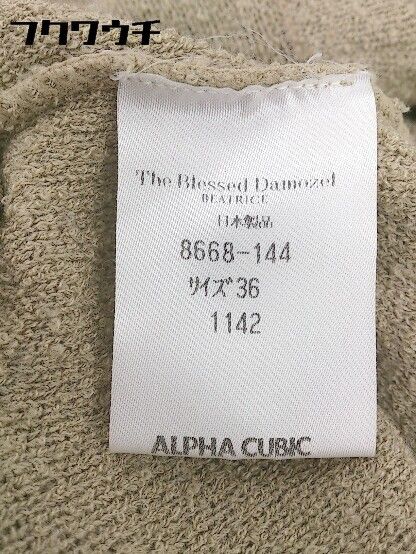 フクウウチ
The Blessed Damozel
BEATRICE
日本製品
8668-144
サイズ36
1142
ALPHA CUBIC